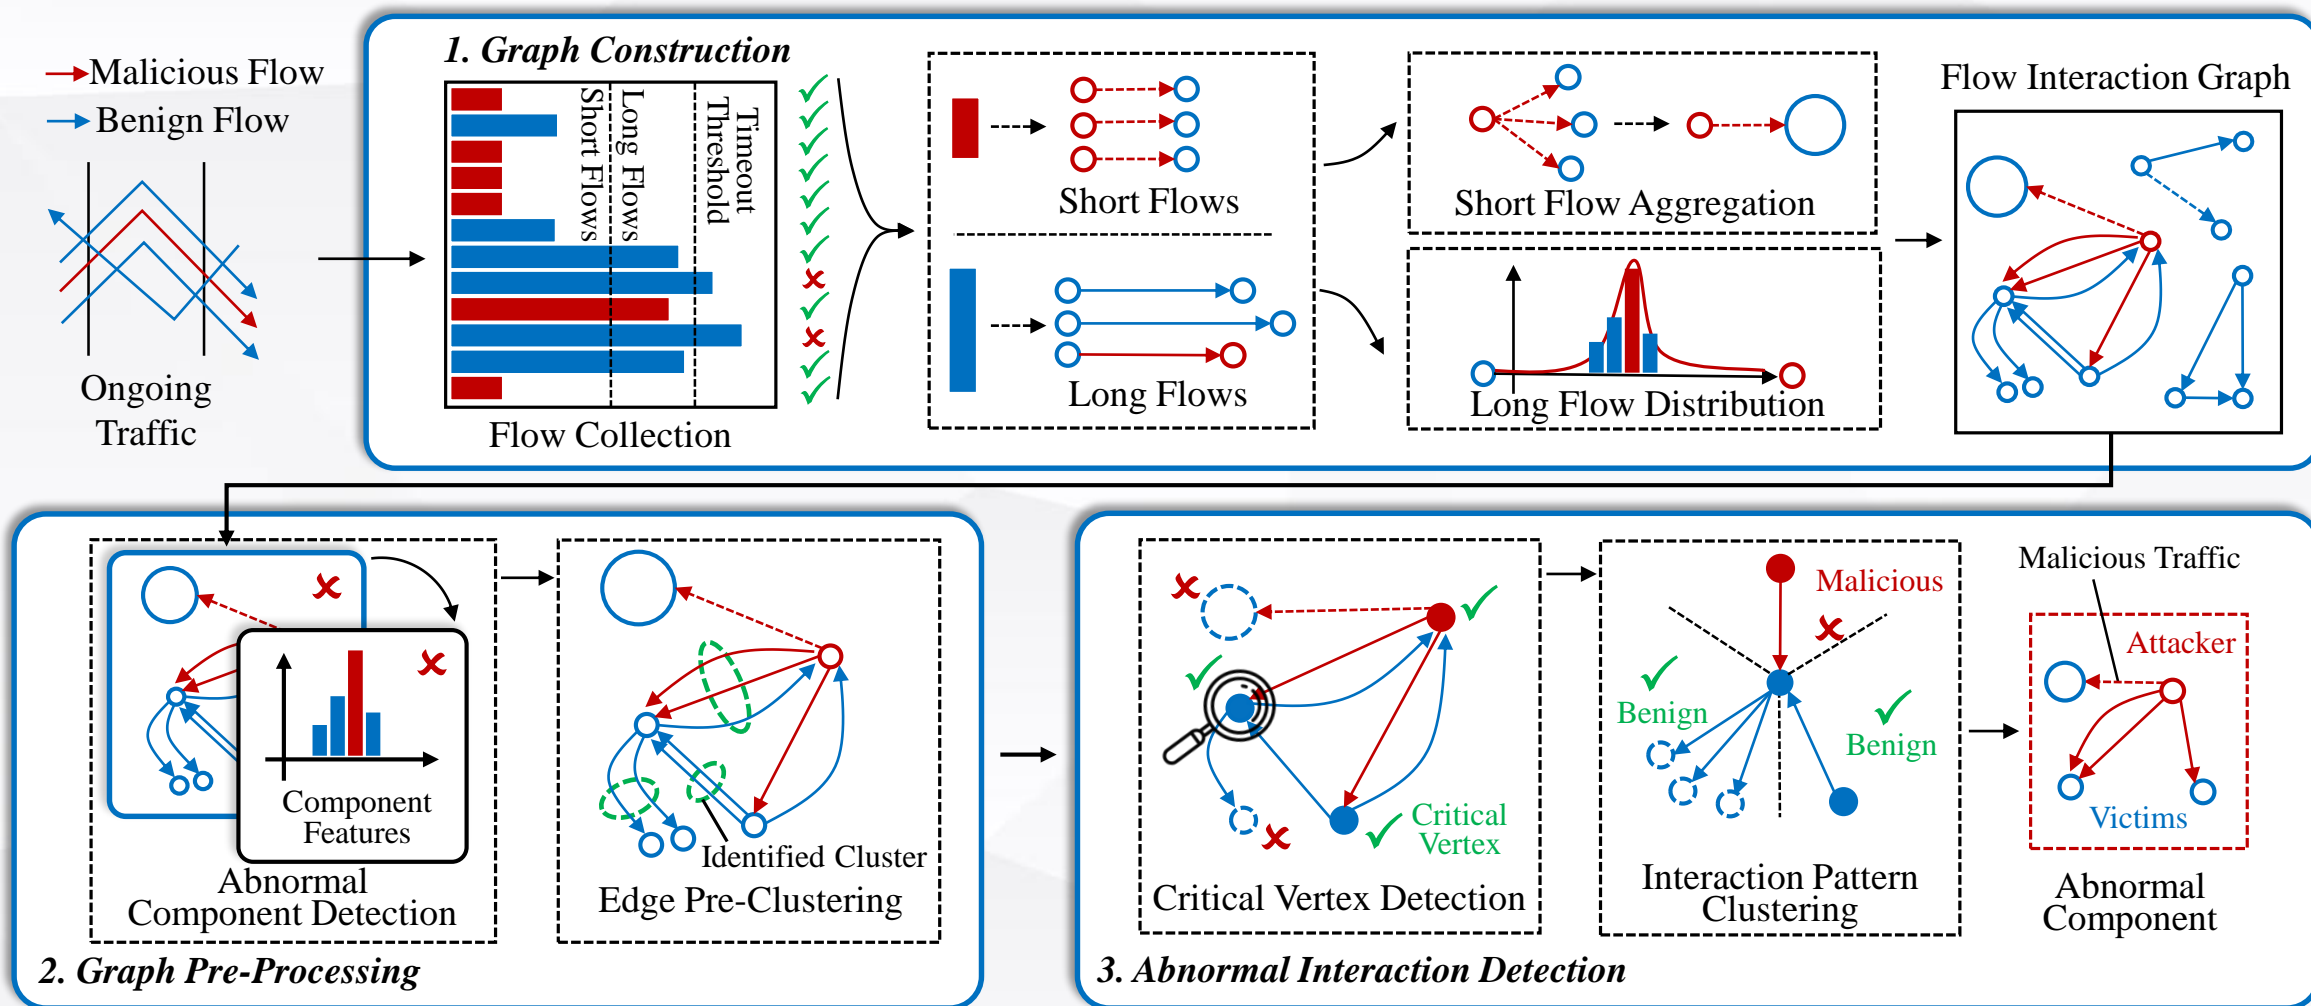 Malicious Flow
Benign Flow
Ongoing
Traffic
1. Graph Construction
Short Flows
Long Flows
Timeout
Threshold
Flow Collection
Short Flows
Long Flows
Short Flow Aggregation
Long Flow Distribution
Flow Interaction Graph
Component
Features
Abnormal
Component Detection
Identified Cluster
Edge Pre-Clustering
2. Graph Pre-Processing
Critical
Vertex
Critical Vertex Detection
Malicious
Benign
Benign
Interaction Pattern
Clustering
Malicious Traffic
Attacker
Victims
Abnormal
Component
3. Abnormal Interaction Detection